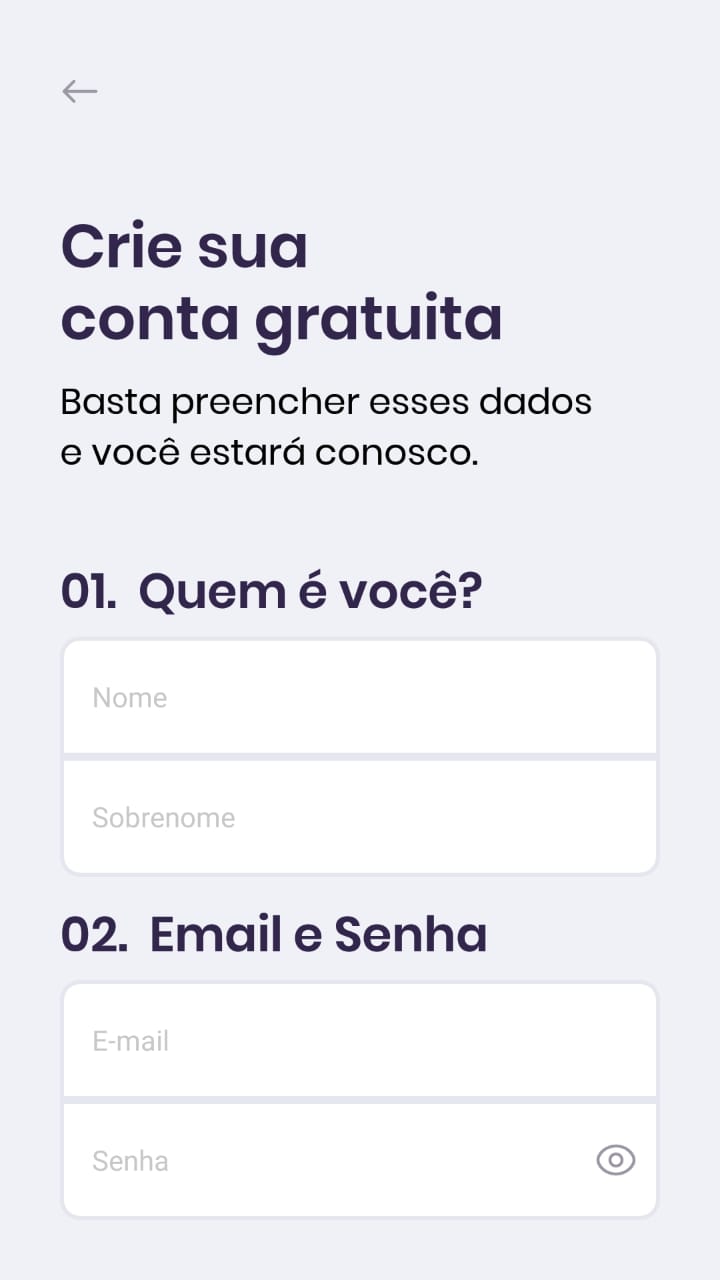 Crie sua
conta gratuita
Basta preencher esses dados
e você estará conosco.
01. Quem é você?
Nome
Sobrenome
02. Email e Senha
E-mail
Senha